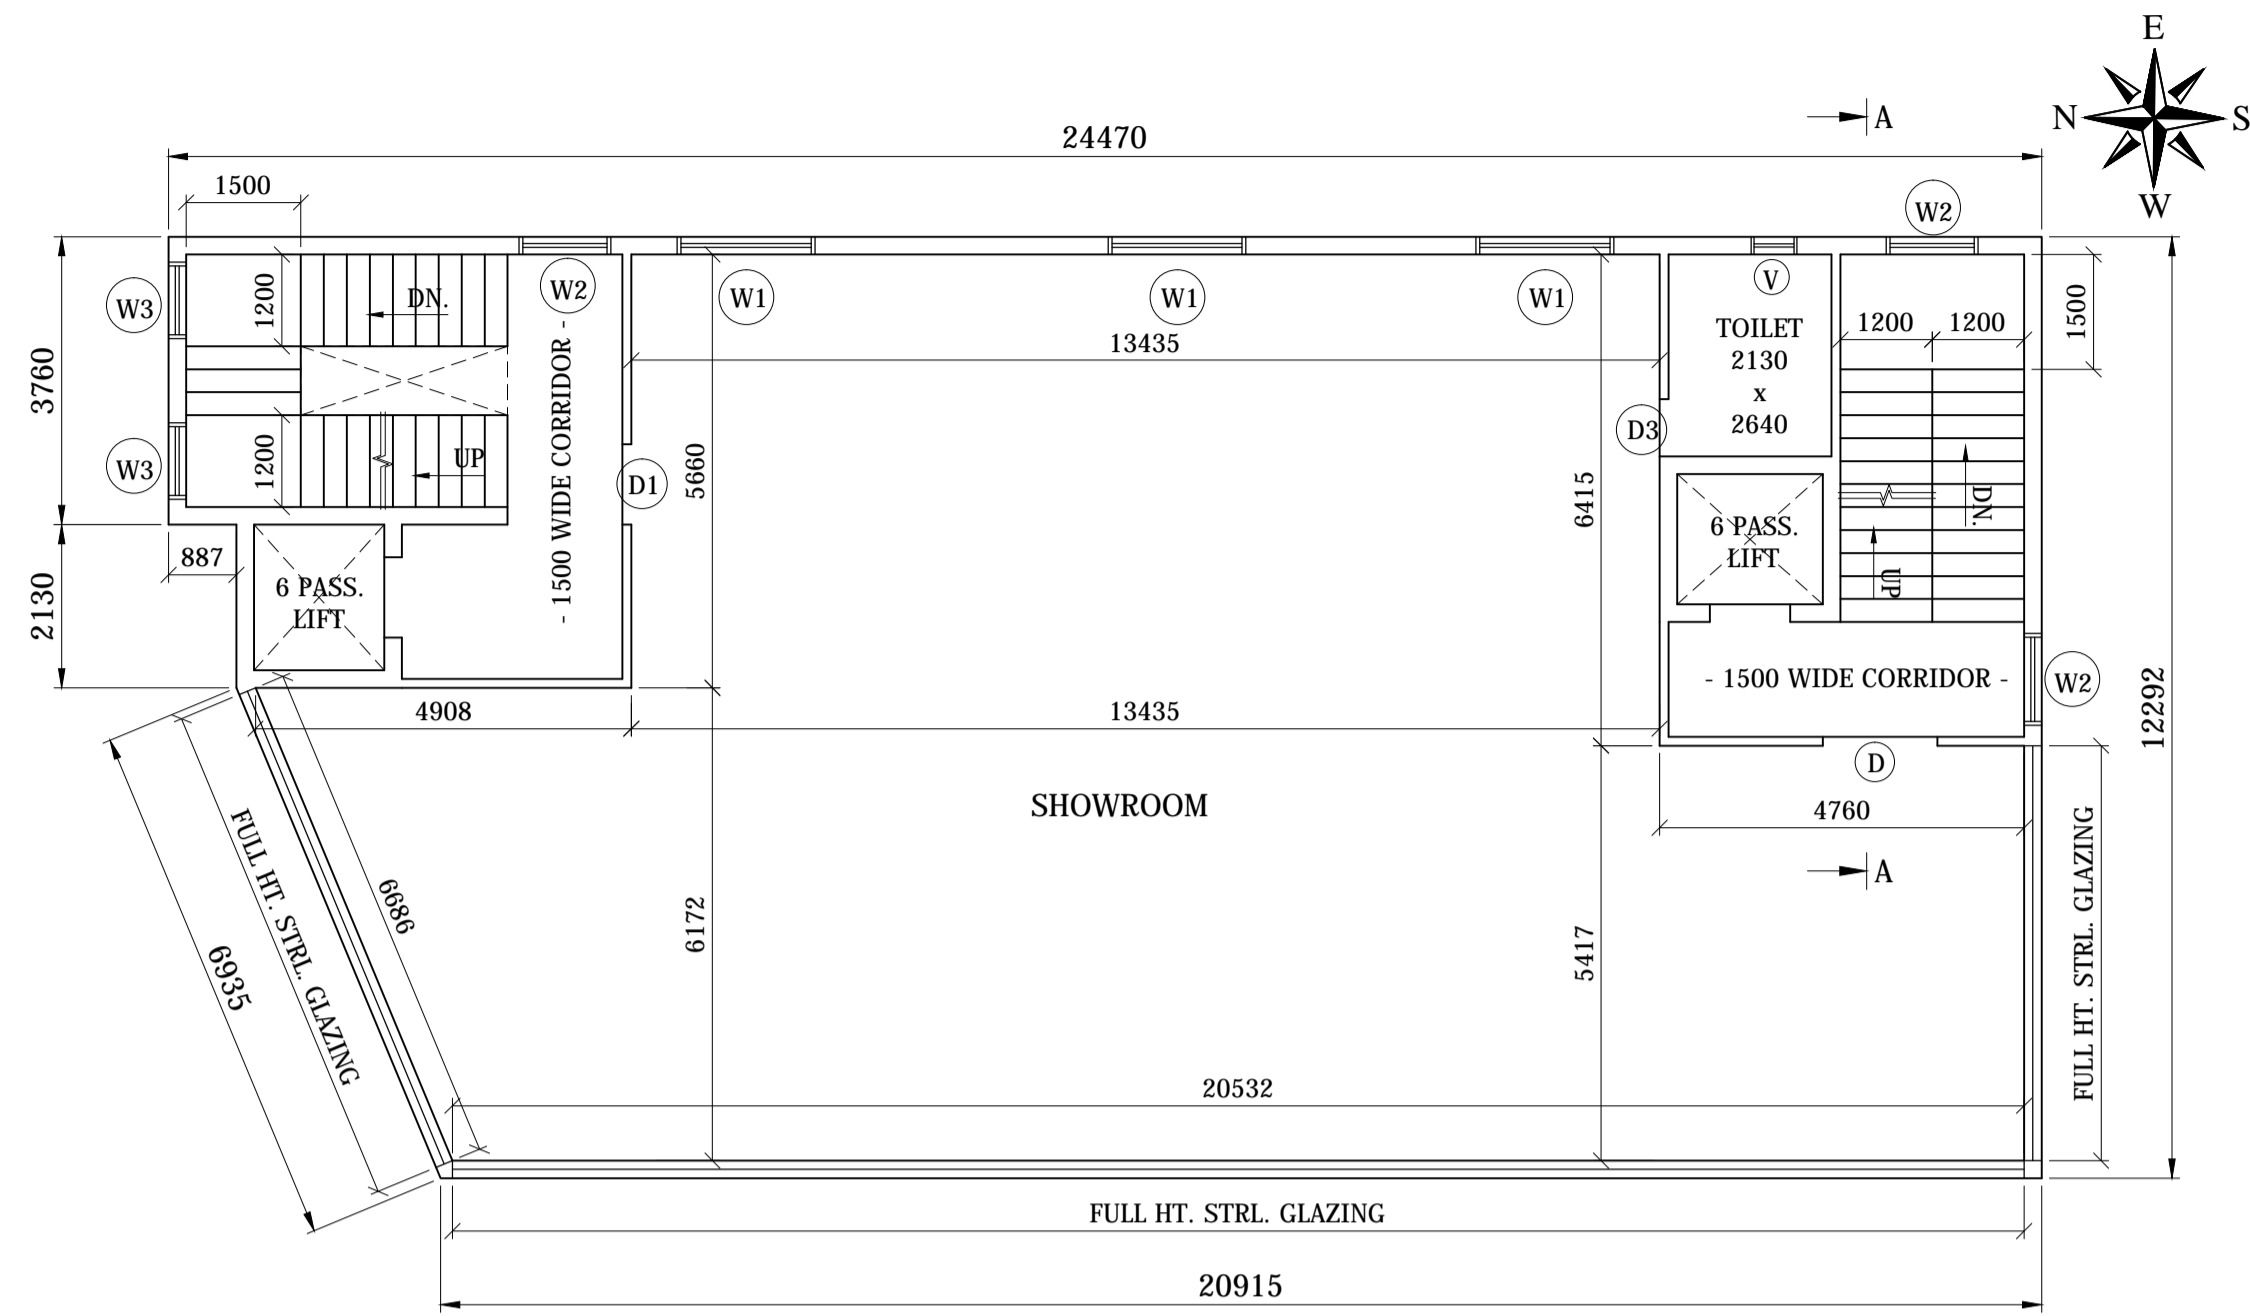 E
N
S
W
A
24470
1500
W2
W3
1200
DN.
W2
W1
W1
W1
V
TOILET
2130
x
2640
1200
1200
1500
13435
3760
- 1500 WIDE CORRIDOR -
W3
1200
UP
D1
5660
D3
6415
6 PASS.
LIFT
DN.
UP
887
2130
6 PASS.
LIFT
- 1500 WIDE CORRIDOR -
W2
12292
4908
13435
D
SHOWROOM
4760
A
FULL HT. STRL. GLAZING
6935
FULL HT. STRL. GLAZING
6686
6172
5417
20532
FULL HT. STRL. GLAZING
20915